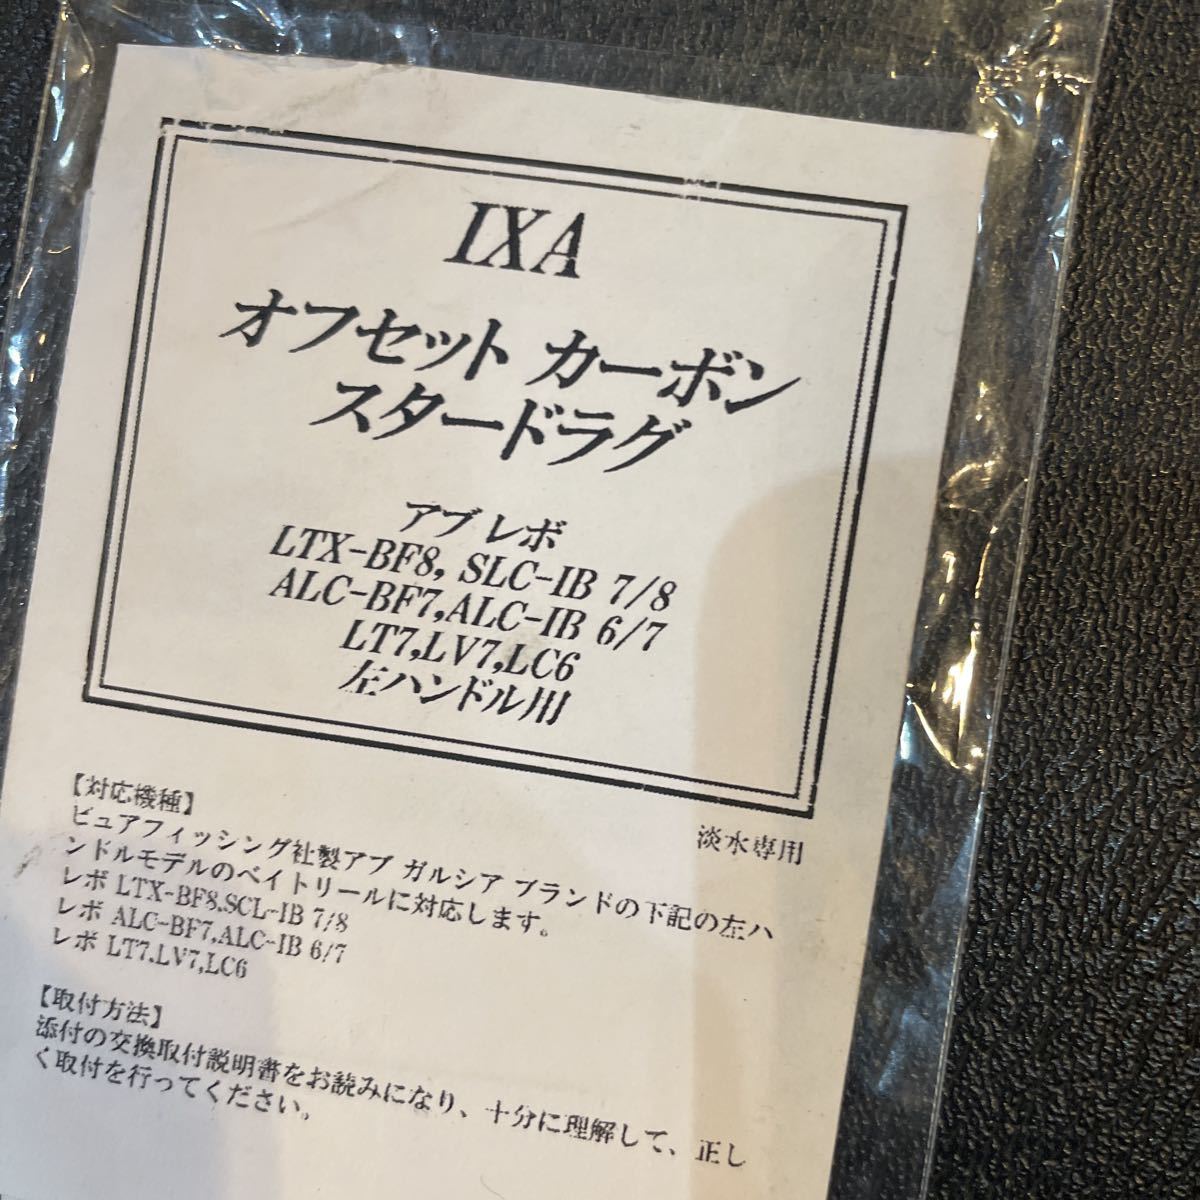 IXA
オフセット カーボン
スタードラグ
アブ レボ
LTX-BF8, SLC-IB 7/8
ALC-BF7,ALC-IB 6/7
LT7,LV7,LC6
左ハンドル用
淡水専用
【対応機種】
ピュアフィッシング社製アブ ガルシア ブランドの下記の左ハ
ンドルモデルのベイトリールに対応します。
レボ LTX-BF8,SCL-IB 7/8
レボ ALC-BF7,ALC-IB 6/7
レボ LT7,LV7,LC6
【取付方法】
添付の交換取付説明書をお読みになり、十分に理解して、正し
く取付を行ってください。